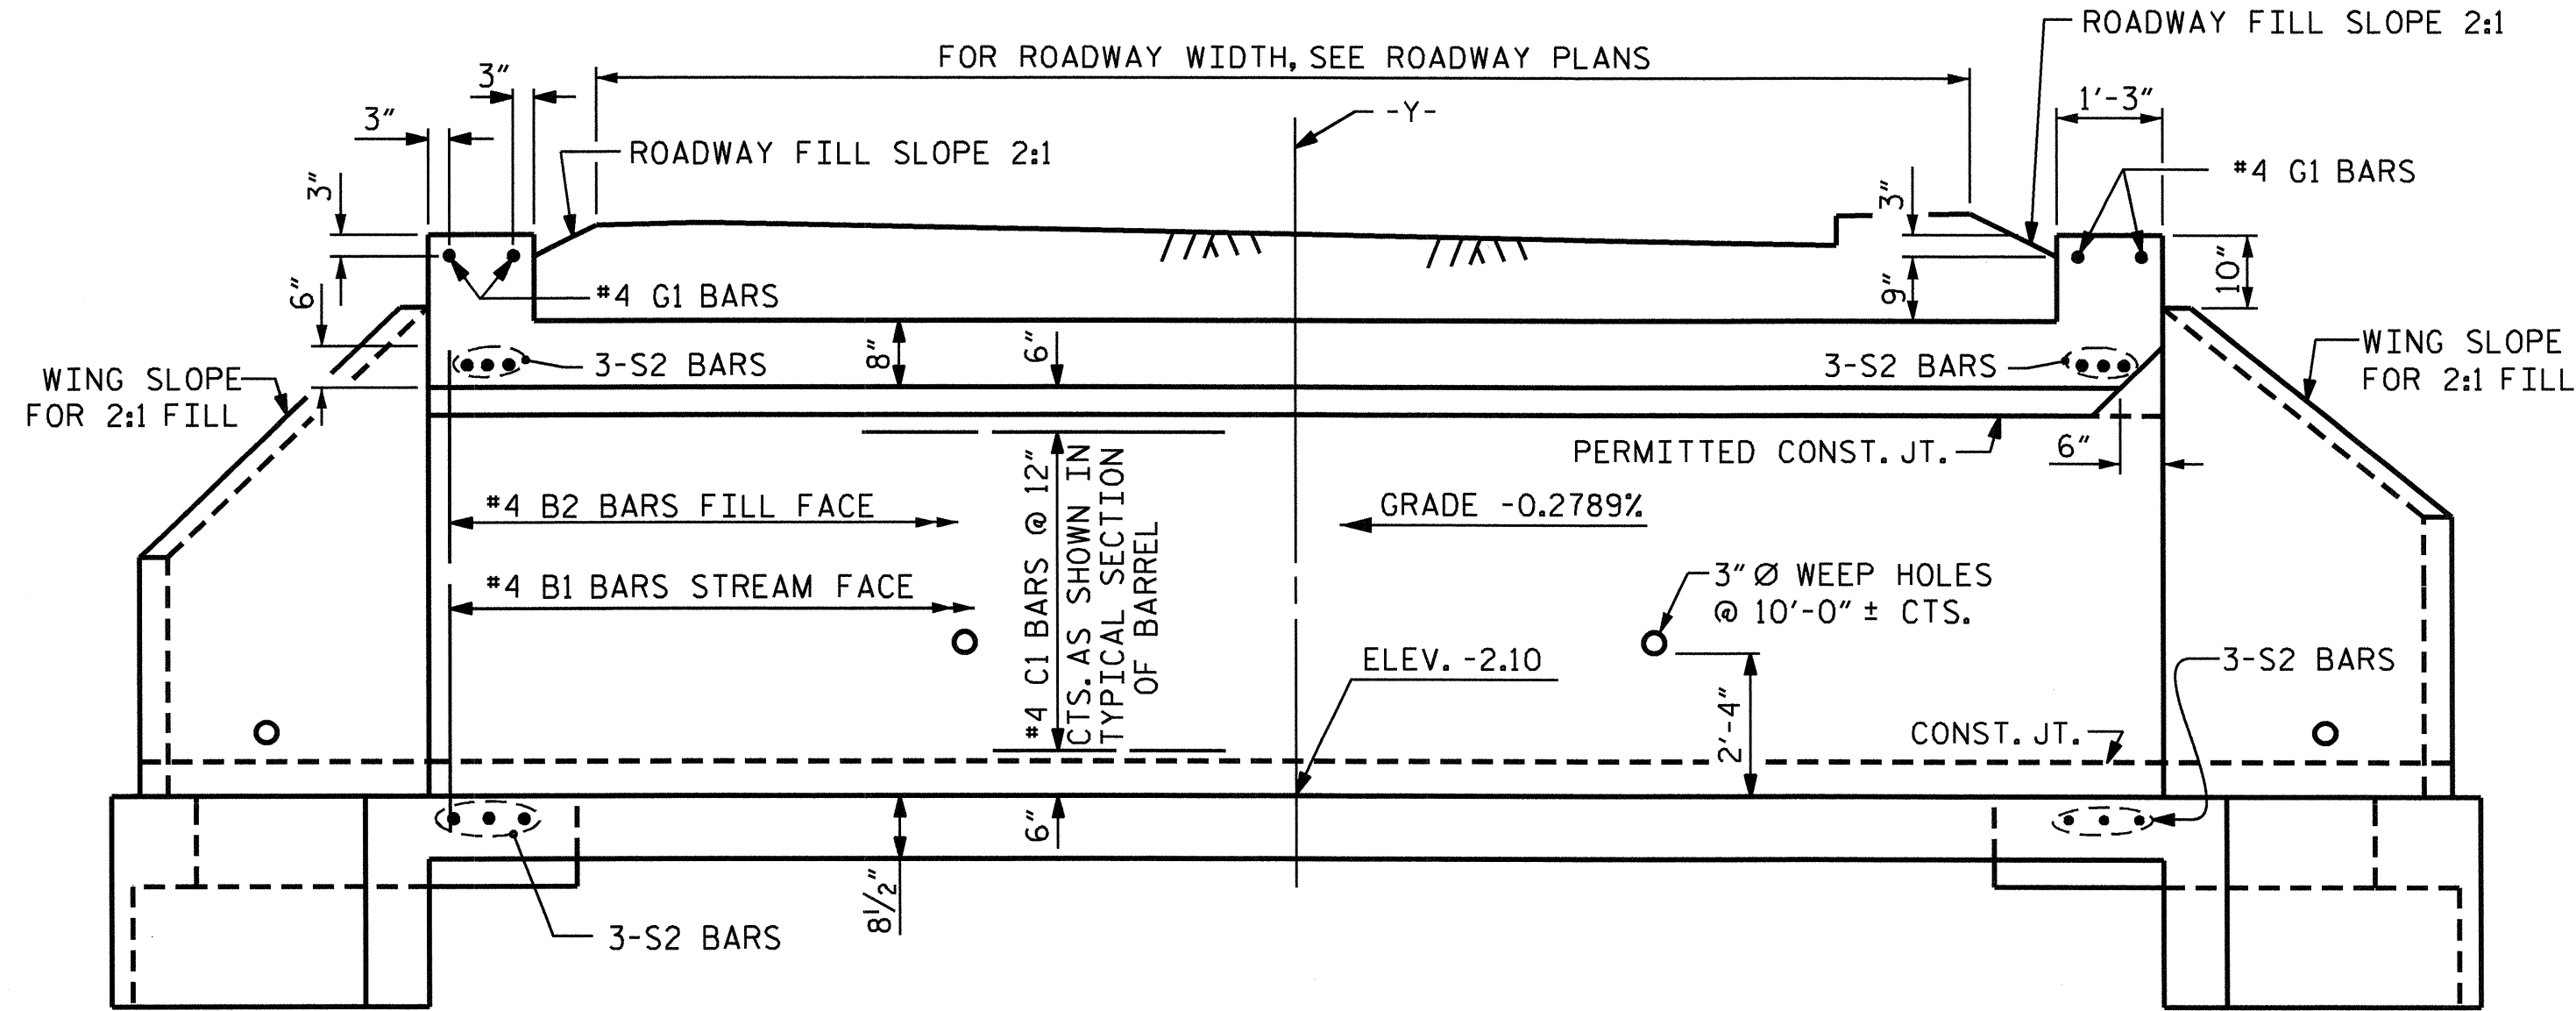 ROADWAY FILL SLOPE 2:1
FOR ROADWAY WIDTH, SEE ROADWAY PLANS
3"
1'-3"
-Y-
3"
ROADWAY FILL SLOPE 2:1
#4 G1 BARS
3"
3"
10"
6"
#4 G1 BARS
9"
8"
6"
3-S2 BARS
3-S2 BARS
WING SLOPE
FOR 2:1 FILL
WING SLOPE
FOR 2:1 FILL
PERMITTED CONST. JT.
6"
#4 B2 BARS FILL FACE
GRADE -0.2789%
#4 C1 BARS @ 12"
CTS. AS SHOWN IN
TYPICAL SECTION
OF BARREL
#4 B1 BARS STREAM FACE
3" Ø WEEP HOLES
@ 10'-0" ± CTS.
ELEV. -2.10
3-S2 BARS
2'-4"
CONST. JT.
6"
8 1/2"
3-S2 BARS